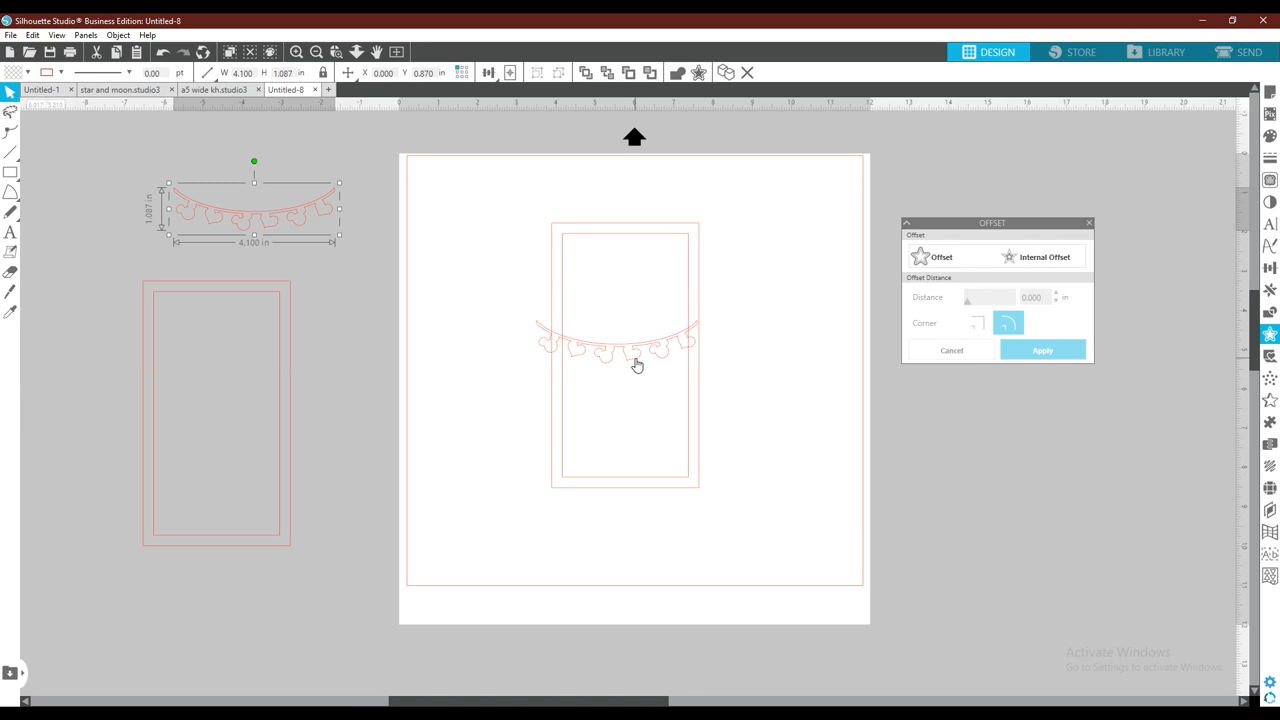 Silhouette Studio® Business Edition: Untitled-8
File Edit View Panels Object Help
DESIGN STORE LIBRARY SEND
0.00 pt W 4.100 H 1.087 in X 0.000 Y 0.870 in
Untitled-1 star and moon.studio3 a5 wide kh.studio3 Untitled-8
1.087 in
4.100 in
OFFSET
Offset
Offset Internal Offset
Offset Distance
Distance 0.000 in
Corner
Cancel Apply
Activate Windows
Go to Settings to activate Windows.